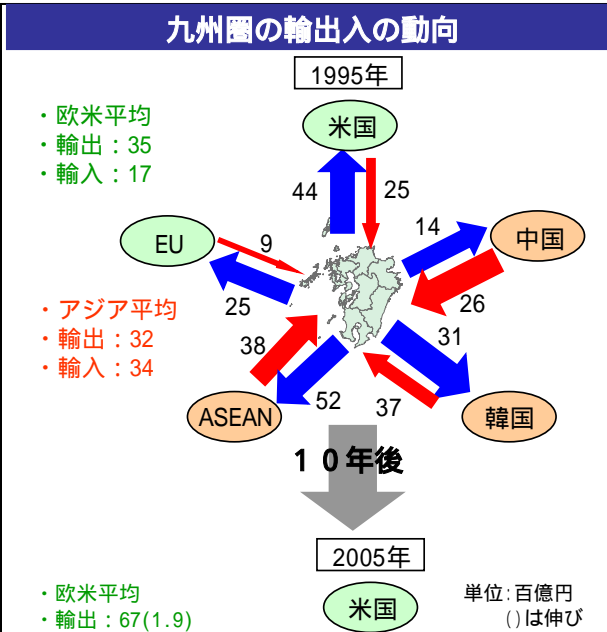 九州圏の輸出入の動向
1995年
・欧米平均
・輸出：35
・輸入：17
米国
44
25
14
中国
EU
9
25
26
・アジア平均
・輸出：32
・輸入：34
31
38
52
37
ASEAN
韓国
１０年後
2005年
・欧米平均
・輸出：67(1.9)
米国
単位:百億円
()は伸び